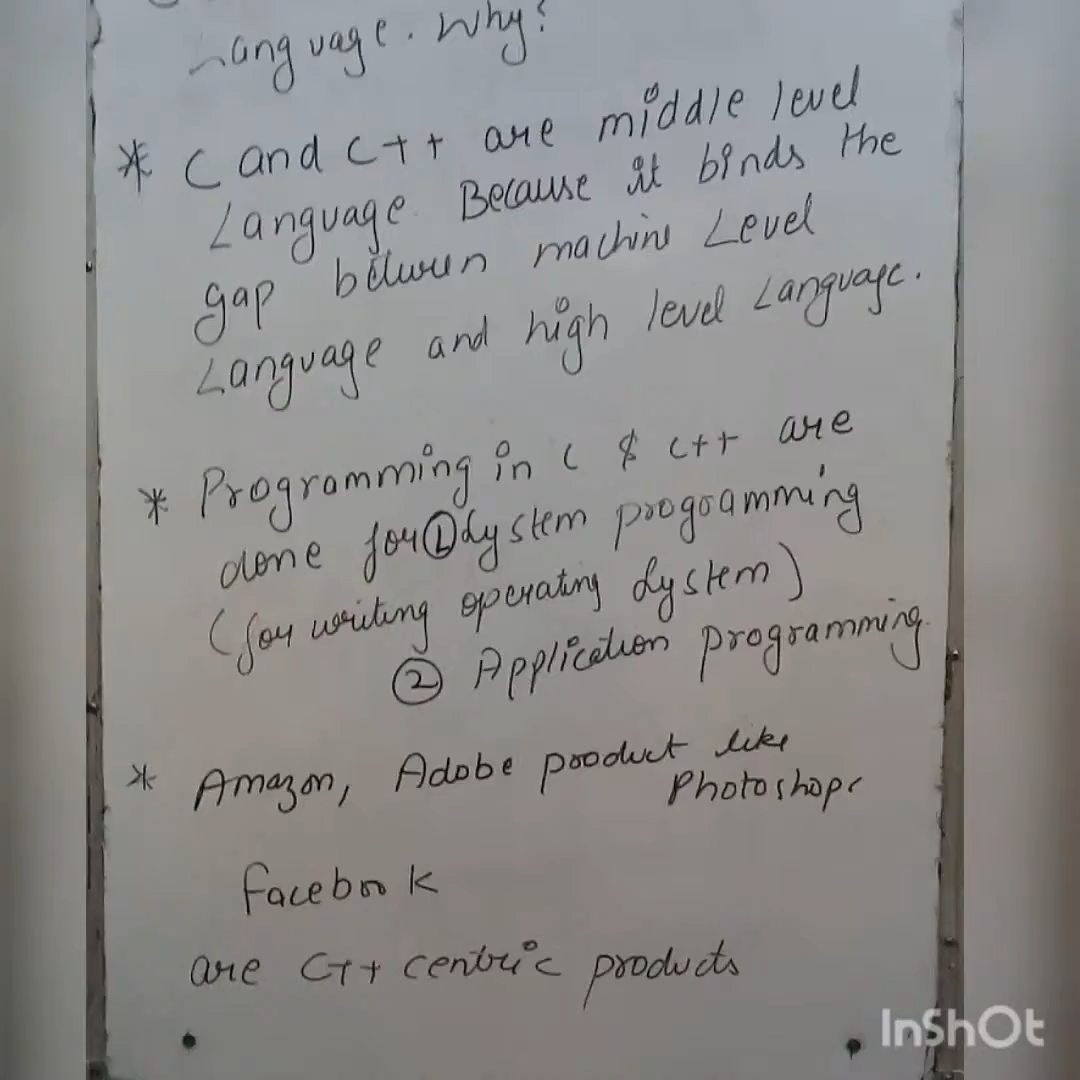 Language. Why?
* C and C++ are middle level
Language Because it binds the
gap between machine Level
Language and high level Language.
* Programming in C & C++ are
done for ① System programming
(for writing operating System)
② Application programming.
* Amazon, Adobe product like
Photoshop
facebook
are C++ centric products
InShOt